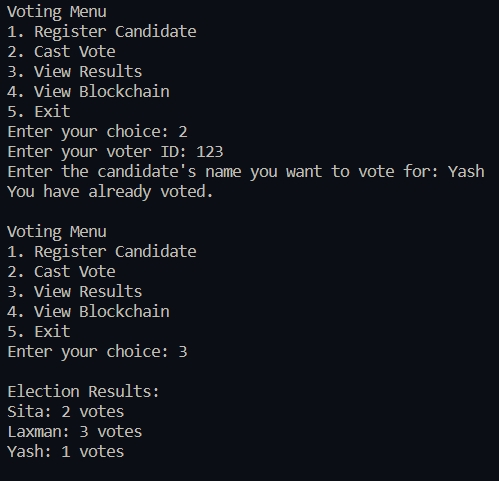 Voting Menu
1. Register Candidate
2. Cast Vote
3. View Results
4. View Blockchain
5. Exit
Enter your choice: 2
Enter your voter ID: 123
Enter the candidate's name you want to vote for: Yash
You have already voted.
Voting Menu
1. Register Candidate
2. Cast Vote
3. View Results
4. View Blockchain
5. Exit
Enter your choice: 3
Election Results:
Sita: 2 votes
Laxman: 3 votes
Yash: 1 votes